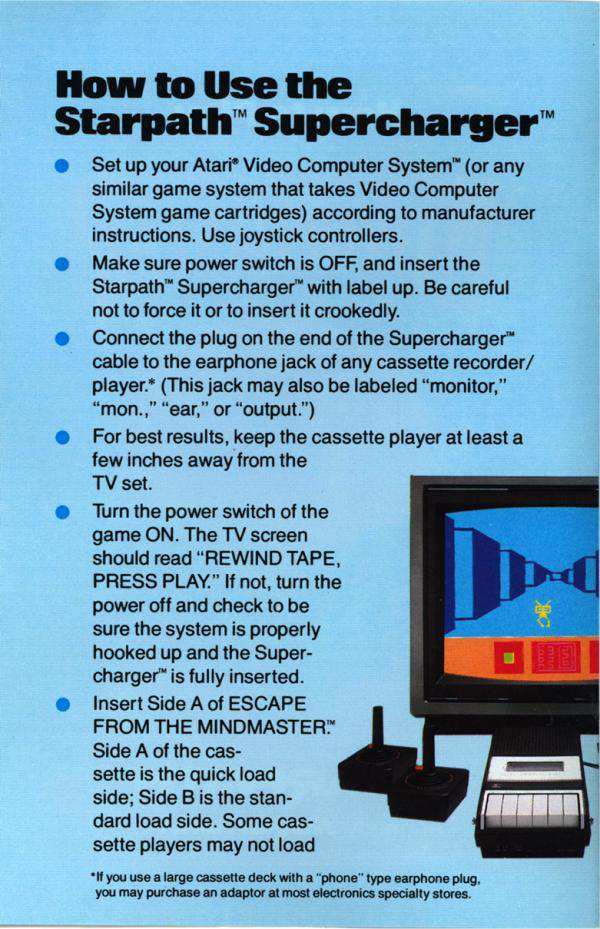 How to Use the
Starpath™ Supercharger™
● Set up your Atari® Video Computer System™ (or any
similar game system that takes Video Computer
System game cartridges) according to manufacturer
instructions. Use joystick controllers.
● Make sure power switch is OFF, and insert the
Starpath™ Supercharger™ with label up. Be careful
not to force it or to insert it crookedly.
● Connect the plug on the end of the Supercharger™
cable to the earphone jack of any cassette recorder/
player.* (This jack may also be labeled “monitor,”
“mon.,” “ear,” or “output.”)
● For best results, keep the cassette player at least a
few inches away from the
TV set.
● Turn the power switch of the
game ON. The TV screen
should read “REWIND TAPE,
PRESS PLAY.” If not, turn the
power off and check to be
sure the system is properly
hooked up and the Super-
charger™ is fully inserted.
● Insert Side A of ESCAPE
FROM THE MINDMASTER.™
Side A of the cas-
sette is the quick load
side; Side B is the stan-
dard load side. Some cas-
sette players may not load
*If you use a large cassette deck with a “phone” type earphone plug,
you may purchase an adaptor at most electronics specialty stores.